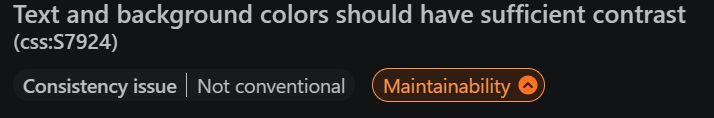 Text and background colors should have sufficient contrast
(css:S7924)
Consistency issue | Not conventional Maintainability